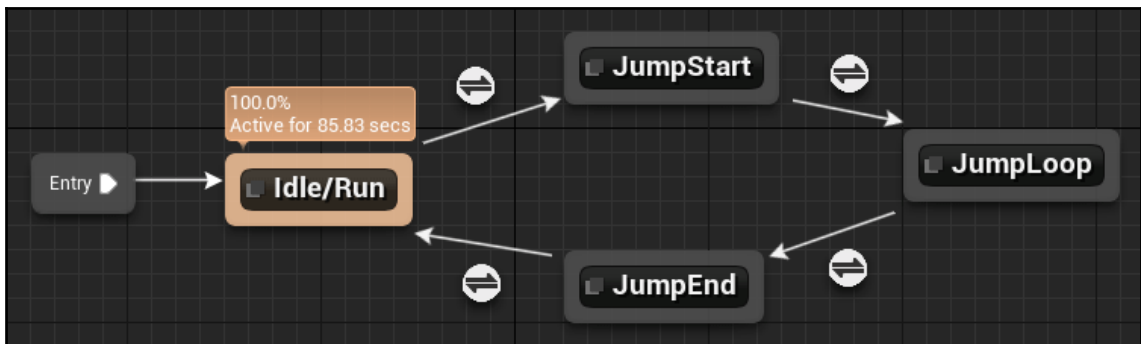 JumpStart
100.0%
Active for 85.83 secs
JumpLoop
Entry
Idle/Run
JumpEnd